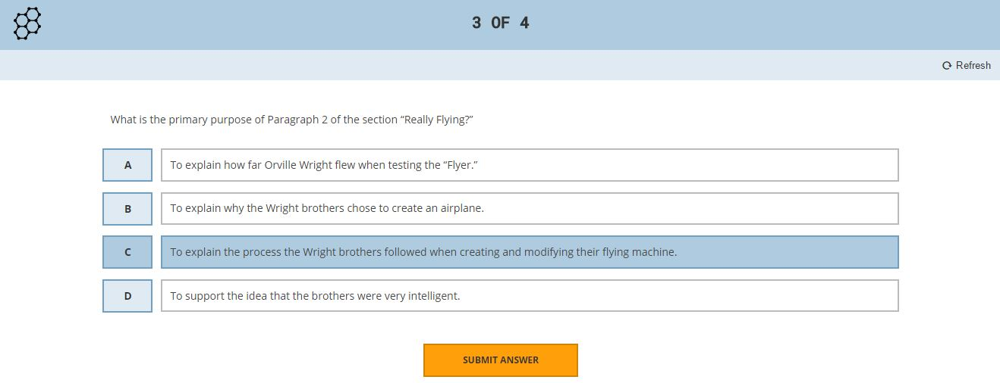 3 OF 4
Refresh
What is the primary purpose of Paragraph 2 of the section “Really Flying?”
A To explain how far Orville Wright flew when testing the “Flyer.”
B To explain why the Wright brothers chose to create an airplane.
C To explain the process the Wright brothers followed when creating and modifying their flying machine.
D To support the idea that the brothers were very intelligent.
SUBMIT ANSWER